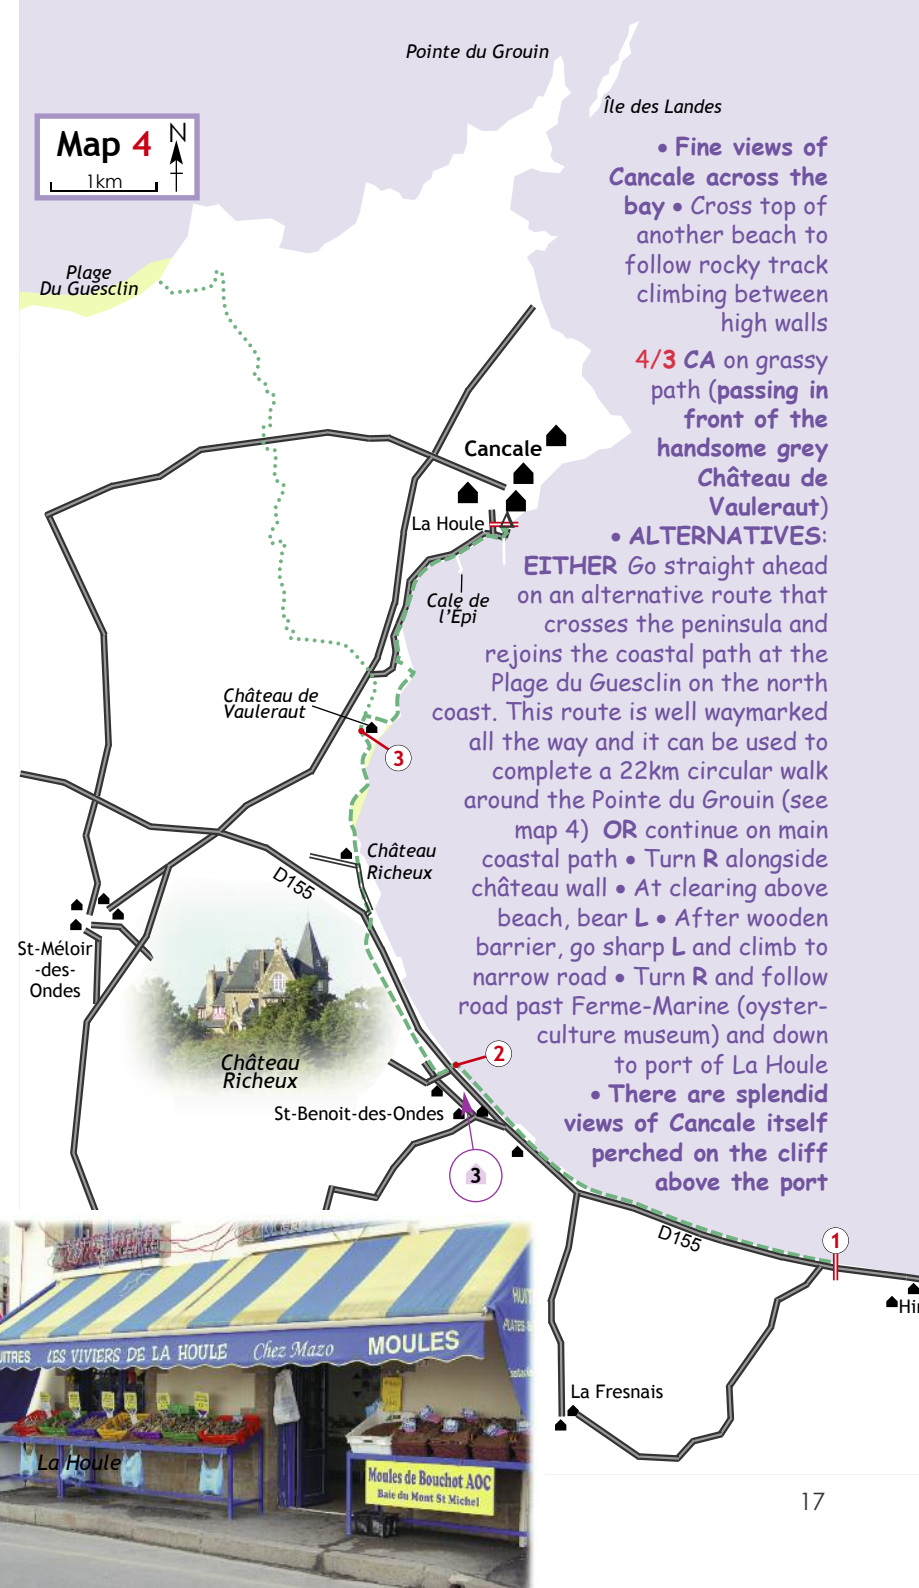 Pointe du Grouin
Île des Landes
Map 4
N
1km
Plage
Du Guesclin
• Fine views of
Cancale across the
bay • Cross top of
another beach to
follow rocky track
climbing between
high walls
4/3 CA on grassy
path (passing in
front of the
handsome grey
Château de
Vauleraut)
• ALTERNATIVES:
EITHER Go straight ahead
on an alternative route that
crosses the peninsula and
rejoins the coastal path at the
Plage du Guesclin on the north
coast. This route is well waymarked
all the way and it can be used to
complete a 22km circular walk
around the Pointe du Grouin (see
map 4) OR continue on main
coastal path • Turn R alongside
château wall • At clearing above
beach, bear L • After wooden
barrier, go sharp L and climb to
narrow road • Turn R and follow
road past Ferme-Marine (oyster-
culture museum) and down
to port of La Houle
• There are splendid
views of Cancale itself
perched on the cliff
above the port
Cancale
La Houle
Cale de
l'Epi
Château de
Vauleraut
3
Château
Richeux
D155
St-Méloir
-des-
Ondes
Château
Richeux
2
St-Benoit-des-Ondes
3
D155
1
Hir
La Fresnais
UITRES LES VIVIERS DE LA HOULE Chez Mazo MOULES
HUIT
PLATES
La Houle
Moules de Bouchot AOC
Baie du Mont St Michel
17